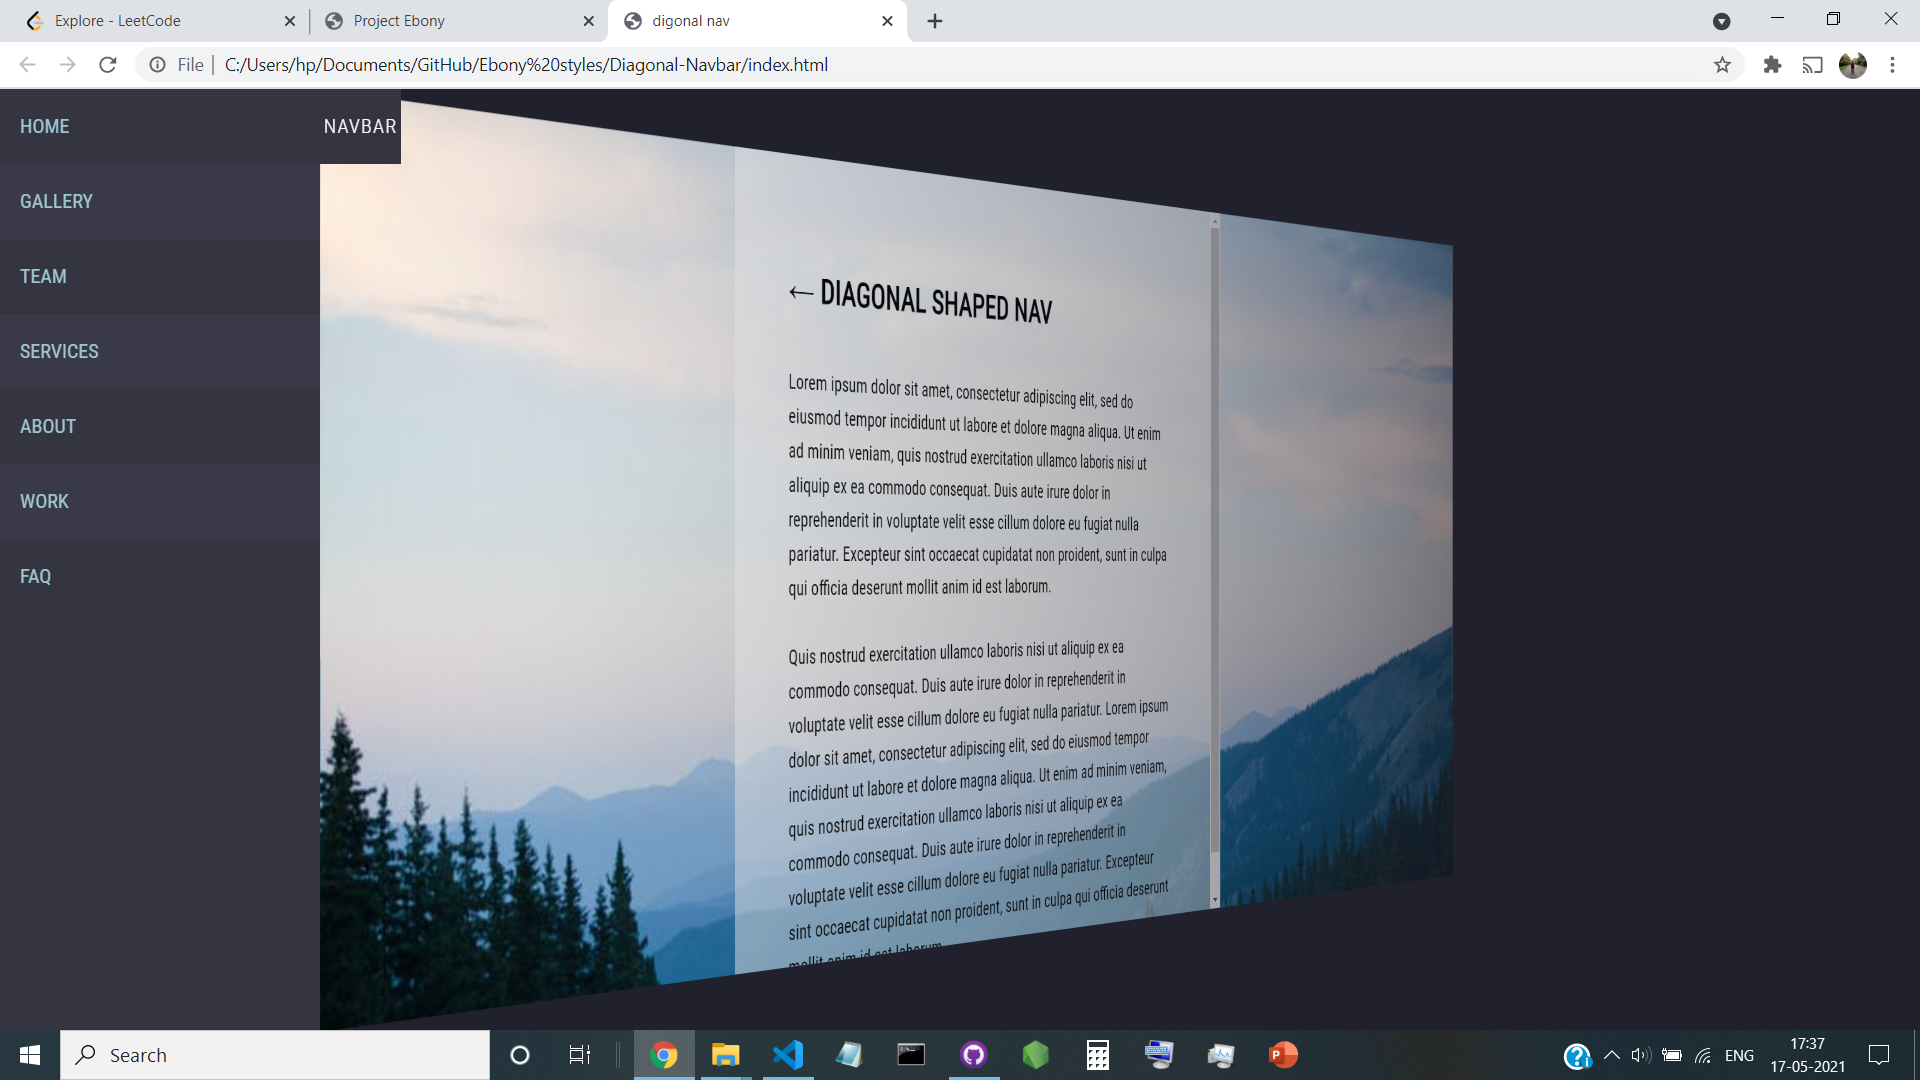 Explore - LeetCode
Project Ebony
digonal nav
File
C:/Users/hp/Documents/GitHub/Ebony%20styles/Diagonal-Navbar/index.html
HOME
NAVBAR
GALLERY
TEAM
SERVICES
ABOUT
WORK
FAQ
← DIAGONAL SHAPED NAV
Lorem ipsum dolor sit amet, consectetur adipiscing elit, sed do
eiusmod tempor incididunt ut labore et dolore magna aliqua. Ut enim
ad minim veniam, quis nostrud exercitation ullamco laboris nisi ut
aliquip ex ea commodo consequat. Duis aute irure dolor in
reprehenderit in voluptate velit esse cillum dolore eu fugiat nulla
pariatur. Excepteur sint occaecat cupidatat non proident, sunt in culpa
qui officia deserunt mollit anim id est laborum.
Quis nostrud exercitation ullamco laboris nisi ut aliquip ex ea
commodo consequat. Duis aute irure dolor in reprehenderit in
voluptate velit esse cillum dolore eu fugiat nulla pariatur. Lorem ipsum
dolor sit amet, consectetur adipiscing elit, sed do eiusmod tempor
incididunt ut labore et dolore magna aliqua. Ut enim ad minim veniam,
quis nostrud exercitation ullamco laboris nisi ut aliquip ex ea
commodo consequat. Duis aute irure dolor in reprehenderit in
voluptate velit esse cillum dolore eu fugiat nulla pariatur. Excepteur
sint occaecat cupidatat non proident, sunt in culpa qui officia deserunt
mollit anim id est laborum
Search
ENG
17:37
17-05-2021